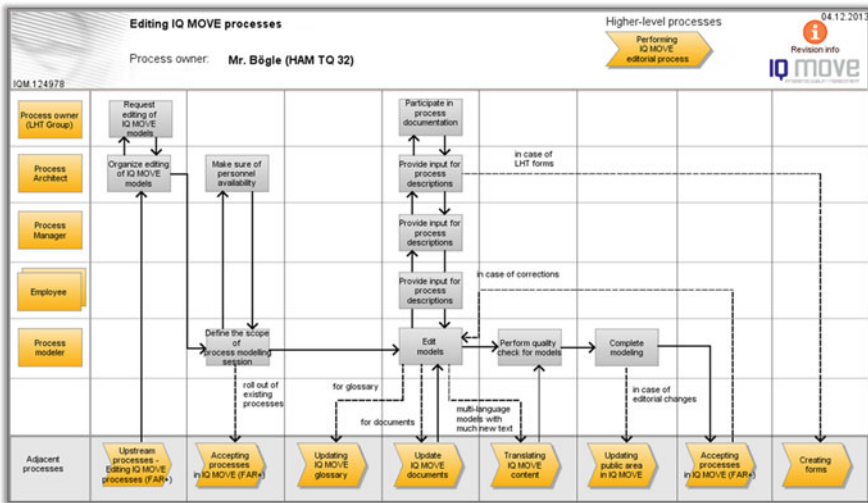 Editing IQ MOVE processes
Process owner:
Mr. Bögle (HAM TQ 32)
Higher-level processes
Performing
IQ MOVE
editorial process
04.12.2013
Revision info
IQ move
IQM.124978
Process owner
(LHT Group)
Request
editing of
IQ MOVE
models
Participate in
process
documentation
Process
Architect
Organize editing
of IQ MOVE
models
Make sure of
personnel
availability
Provide input for
process
descriptions
in case of
LHT forms
Process
Manager
Provide input for
process
descriptions
Employee
Provide input for
process
descriptions
in case of corrections
Process
modeler
Define the scope
of
process modelling
session
Edit
models
Perform quality
check for models
Complete
modeling
roll out of
existing
processes
for glossary
for documents
multi-language
models with
much new text
in case of
editorial changes
Adjacent
processes
Upstream
processes -
Editing IQ MOVE
processes (FAR+)
Accepting
processes
in IQ MOVE (FAR+)
Updating
IQ MOVE
glossary
Update
IQ MOVE
documents
Translating
IQ MOVE
content
Updating
public area
in IQ MOVE
Accepting
processes
in IQ MOVE (FAR+)
Creating
forms